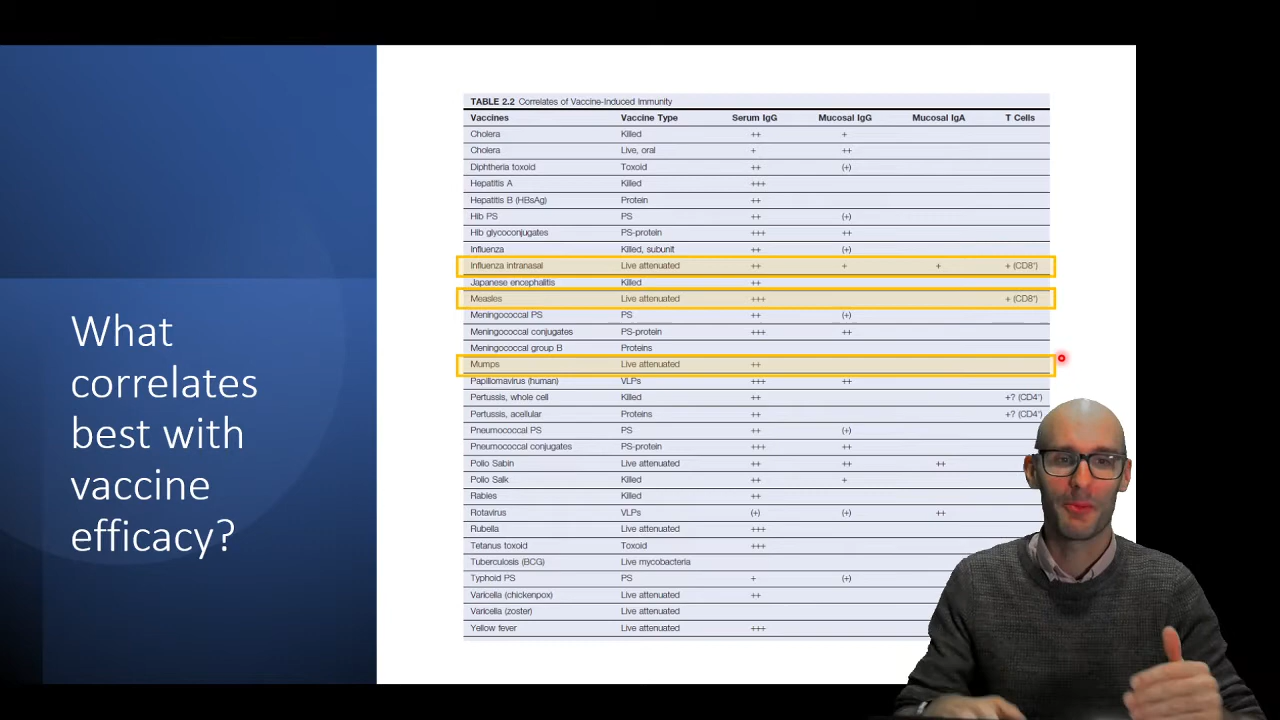 What
correlates
best with
vaccine
efficacy?
TABLE 2.2 Correlates of Vaccine-Induced Immunity
Vaccines Vaccine Type Serum IgG Mucosal IgG Mucosal IgA T Cells
Cholera Killed ++ +
Cholera Live, oral + ++
Diphtheria toxoid Toxoid ++ (+)
Hepatitis A Killed +++
Hepatitis B (HBsAg) Protein ++
Hib PS PS ++ (+)
Hib glycoconjugates PS-protein +++ ++
Influenza Killed, subunit ++ (+)
Influenza intranasal Live attenuated ++ + + + (CD8⁺)
Japanese encephalitis Killed ++
Measles Live attenuated +++ + (CD8⁺)
Meningococcal PS PS ++ (+)
Meningococcal conjugates PS-protein +++ ++
Meningococcal group B Proteins
Mumps Live attenuated ++
Papillomavirus (human) VLPs +++ ++
Pertussis, whole cell Killed ++ +? (CD4⁺)
Pertussis, acellular Proteins ++ +? (CD4⁺)
Pneumococcal PS PS ++ (+)
Pneumococcal conjugates PS-protein +++ ++
Polio Sabin Live attenuated ++ ++ ++
Polio Salk Killed ++ +
Rabies Killed ++
Rotavirus VLPs (+) (+) ++
Rubella Live attenuated +++
Tetanus toxoid Toxoid +++
Tuberculosis (BCG) Live mycobacteria
Typhoid PS PS + (+)
Varicella (chickenpox) Live attenuated ++
Varicella (zoster) Live attenuated
Yellow fever Live attenuated +++